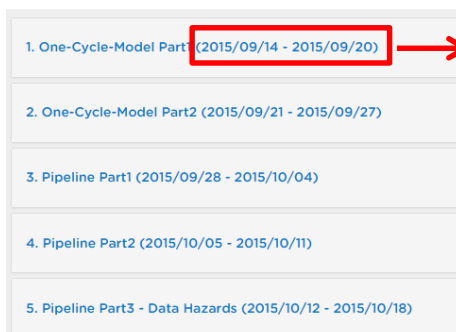 1. One-Cycle-Model Part1 (2015/09/14 - 2015/09/20)
2. One-Cycle-Model Part2 (2015/09/21 - 2015/09/27)
3. Pipeline Part1 (2015/09/28 - 2015/10/04)
4. Pipeline Part2 (2015/10/05 - 2015/10/11)
5. Pipeline Part3 - Data Hazards (2015/10/12 - 2015/10/18)